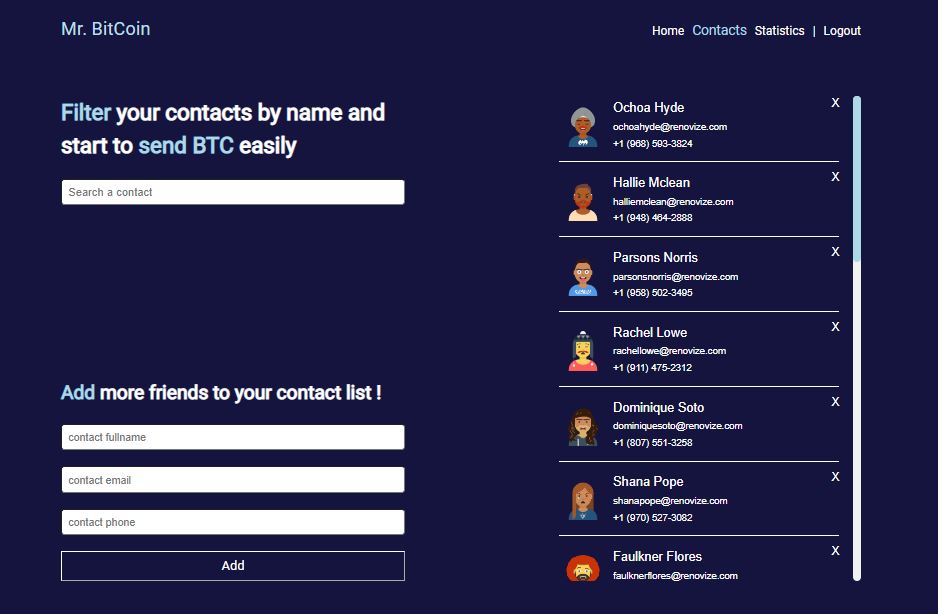 Mr. BitCoin
Home Contacts Statistics | Logout
Filter your contacts by name and
start to send BTC easily
Search a contact
Add more friends to your contact list !
contact fullname
contact email
contact phone
Add
Ochoa Hyde
X
ochoahyde@renovize.com
+1 (968) 593-3824
Hallie Mclean
X
halliemclean@renovize.com
+1 (948) 464-2888
Parsons Norris
X
parsonsnorris@renovize.com
+1 (958) 502-3495
Rachel Lowe
X
rachellowe@renovize.com
+1 (911) 475-2312
Dominique Soto
X
dominiquesoto@renovize.com
+1 (807) 551-3258
Shana Pope
X
shanapope@renovize.com
+1 (970) 527-3082
Faulkner Flores
X
faulknerflores@renovize.com